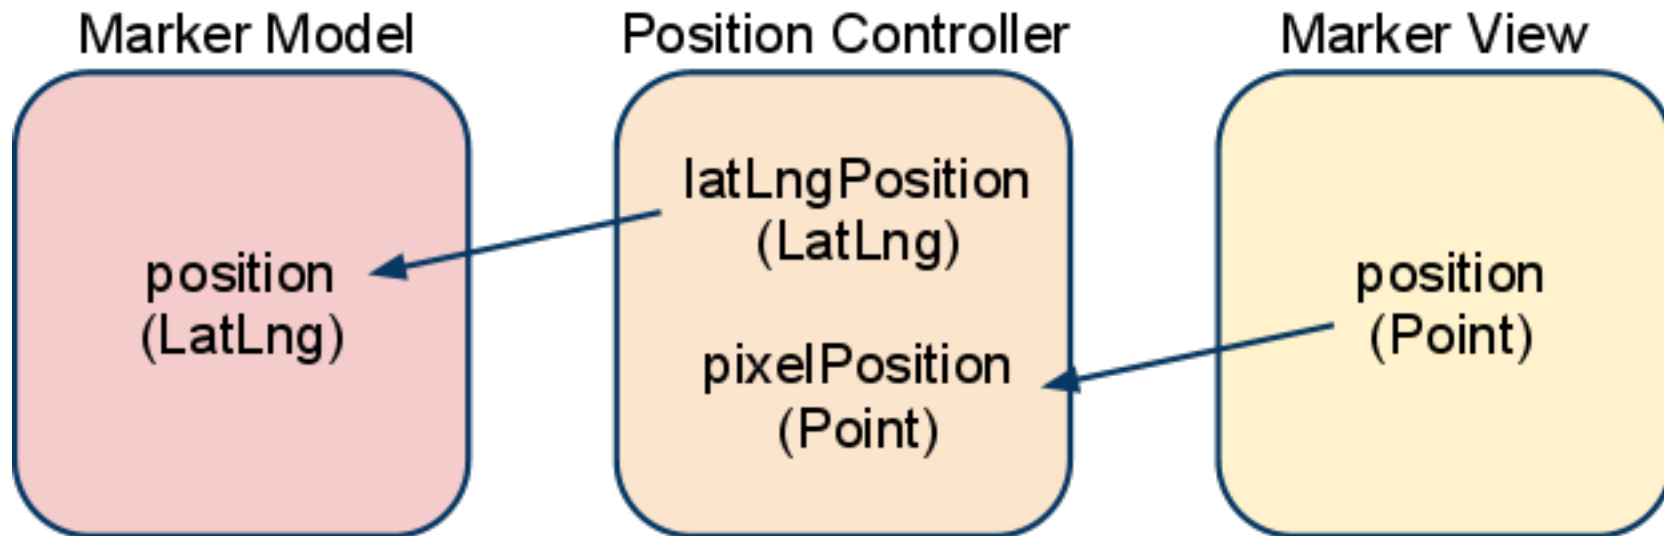 Marker Model
Position Controller
Marker View
position
(LatLng)
latLngPosition
(LatLng)
pixelPosition
(Point)
position
(Point)